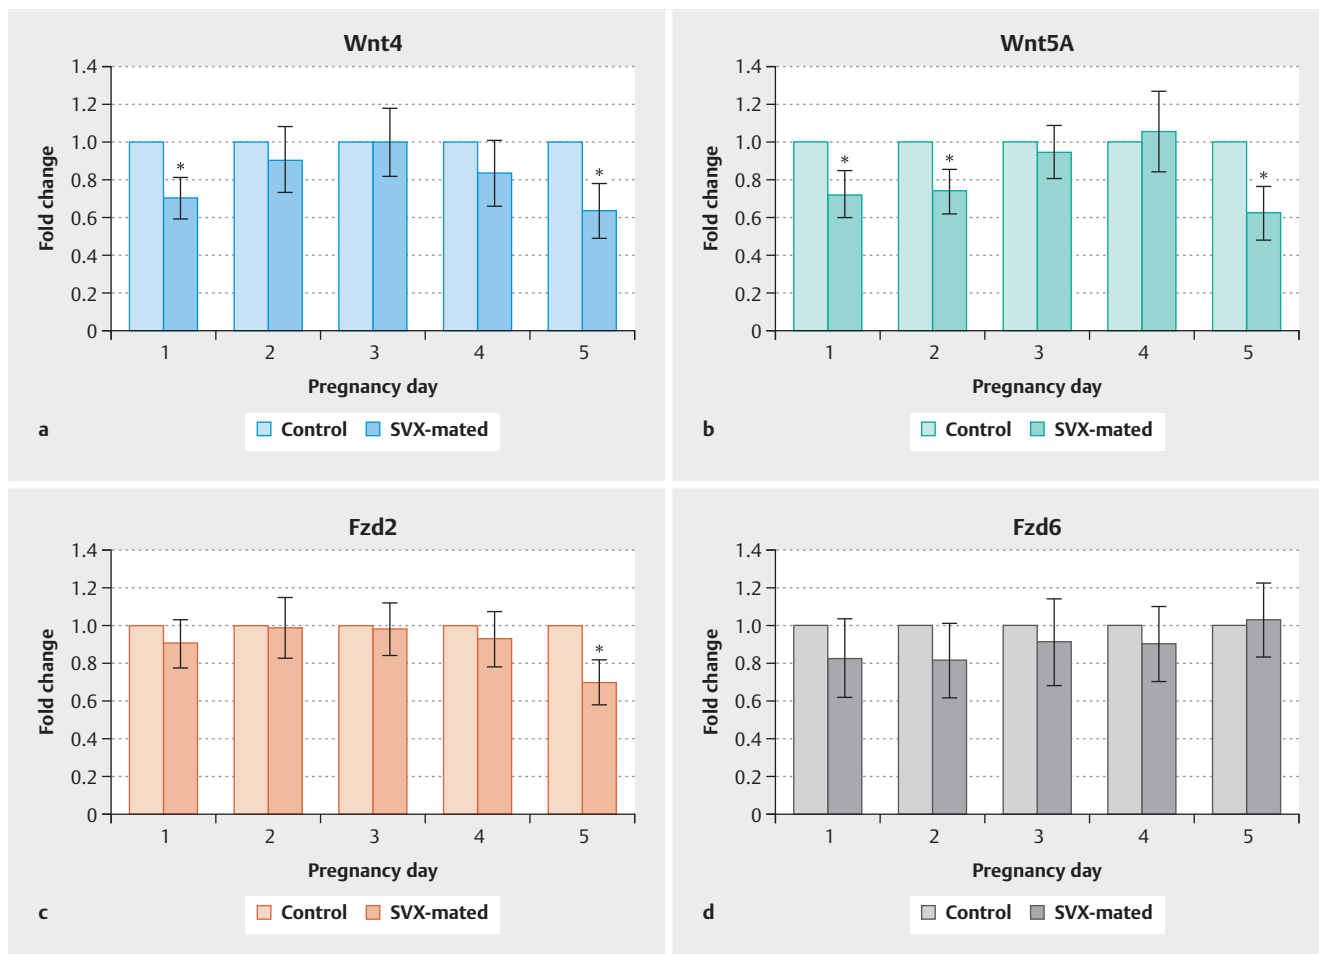 Wnt4
1.4
1.2
1.0
0.8
0.6
0.4
0.2
0
Fold change
*
*
1 2 3 4 5
Pregnancy day
a
Control SVX-mated
Wnt5A
1.4
1.2
1.0
0.8
0.6
0.4
0.2
0
Fold change
*
*
*
1 2 3 4 5
Pregnancy day
b
Control SVX-mated
Fzd2
1.4
1.2
1.0
0.8
0.6
0.4
0.2
0
Fold change
*
1 2 3 4 5
Pregnancy day
c
Control SVX-mated
Fzd6
1.4
1.2
1.0
0.8
0.6
0.4
0.2
0
Fold change
1 2 3 4 5
Pregnancy day
d
Control SVX-mated